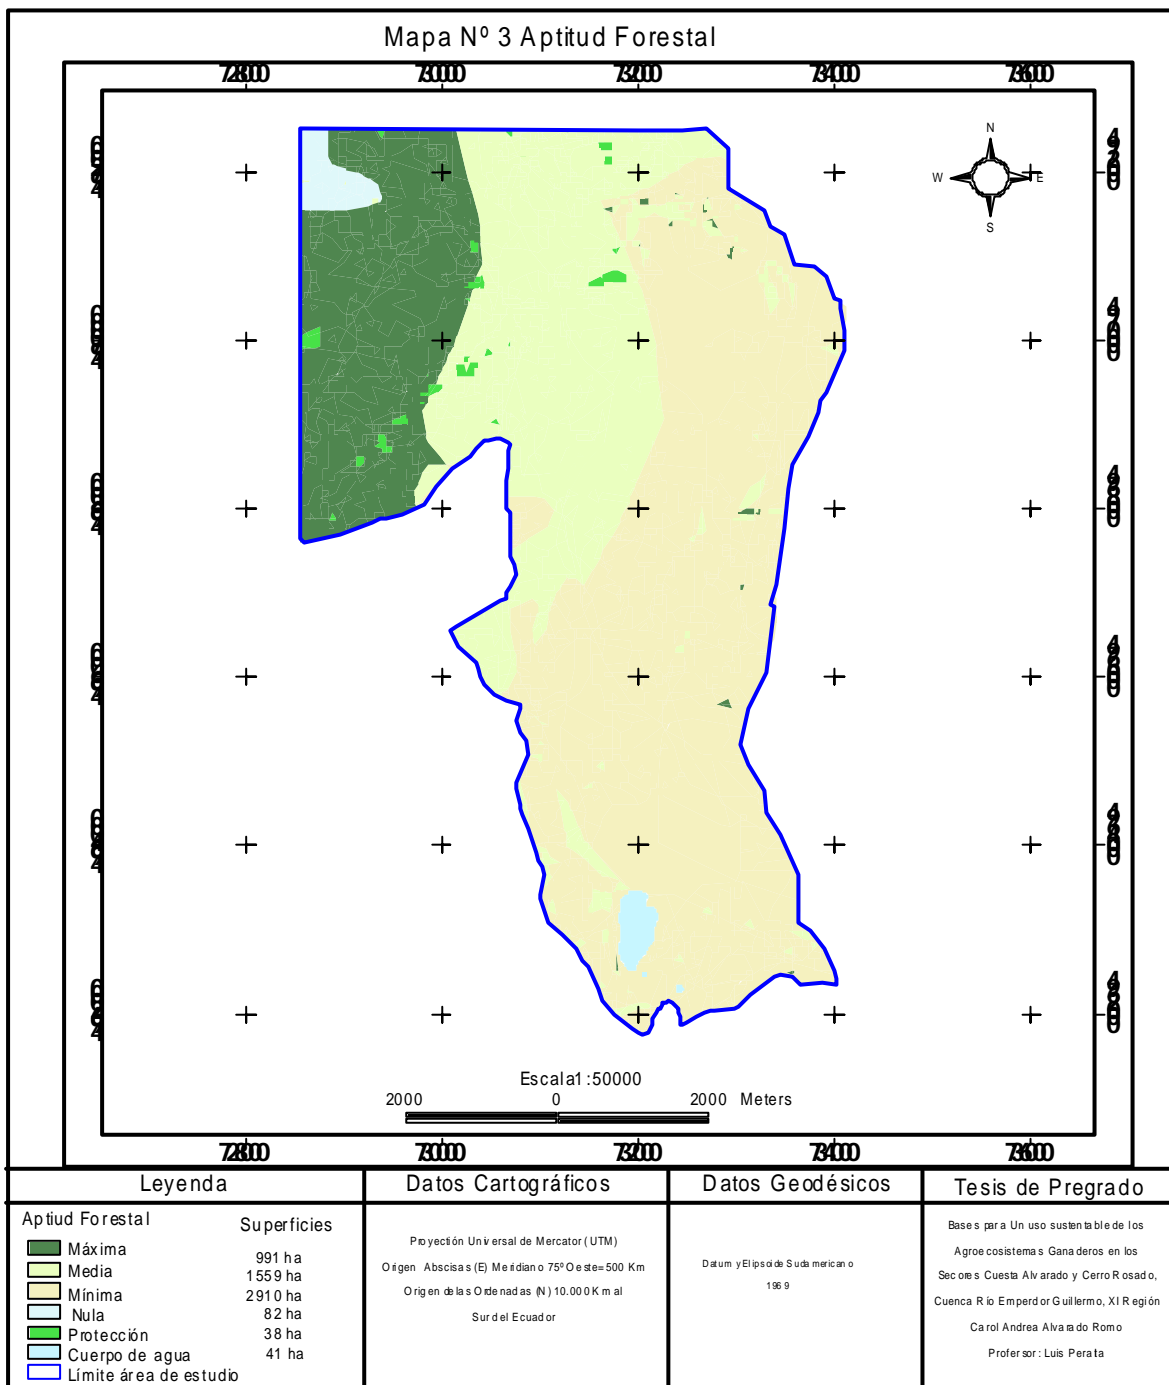 Mapa Nº 3 Aptitud Forestal
N
W
E
S
Escala1:50000
2000 0 2000 Meters
Leyenda
Aptiud Forestal
Superficies
Máxima 991 ha
Media 1559 ha
Mínima 2910 ha
Nula 82 ha
Protección 38 ha
Cuerpo de agua 41 ha
Límite área de estudio
Datos Cartográficos
Proyección Universal de Mercator (UTM)
Origen Abscisas (E) Meridiano 75º Oeste=500 Km
Origen de las Ordenadas (N) 10.000 Km al
Sur del Ecuador
Datos Geodésicos
Datum y Elipsoide Sudamericano
1969
Tesis de Pregrado
Bases para Un uso sustentable de los
Agroecosistemas Ganaderos en los
Secores Cuesta Alvarado y Cerro Rosado,
Cuenca Río Emperdor Guillermo, XI Región
Carol Andrea Alvarado Romo
Profersor: Luis Peralta